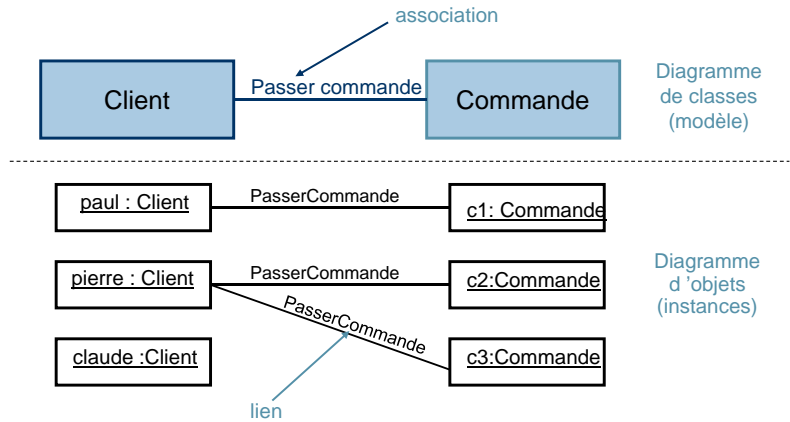 association
Client
Passer commande
Commande
Diagramme
de classes
(modèle)
paul : Client
PasserCommande
c1: Commande
pierre : Client
PasserCommande
c2:Commande
Diagramme
d 'objets
(instances)
PasserCommande
claude :Client
c3:Commande
lien